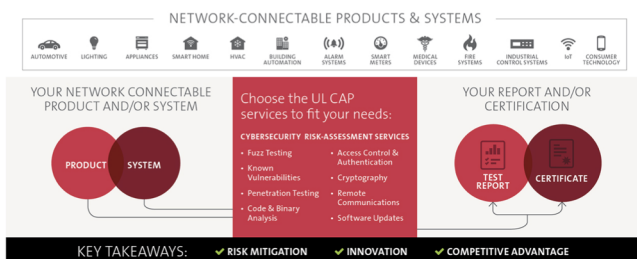 NETWORK-CONNECTABLE PRODUCTS & SYSTEMS
AUTOMOTIVE
LIGHTING
APPLIANCES
SMART HOME
HVAC
BUILDING
AUTOMATION
ALARM
SYSTEMS
SMART
METERS
MEDICAL
DEVICES
FIRE
SYSTEMS
INDUSTRIAL
CONTROL SYSTEMS
IoT
CONSUMER
TECHNOLOGY
YOUR NETWORK CONNECTABLE
PRODUCT AND/OR SYSTEM
PRODUCT
SYSTEM
Choose the UL CAP
services to fit your needs:
CYBERSECURITY RISK-ASSESSMENT SERVICES
• Fuzz Testing
• Known
Vulnerabilities
• Penetration Testing
• Code & Binary
Analysis
• Access Control &
Authentication
• Cryptography
• Remote
Communications
• Software Updates
YOUR REPORT AND/OR
CERTIFICATION
TEST
REPORT
CERTIFICATE
KEY TAKEAWAYS: ✓ RISK MITIGATION ✓ INNOVATION ✓ COMPETITIVE ADVANTAGE